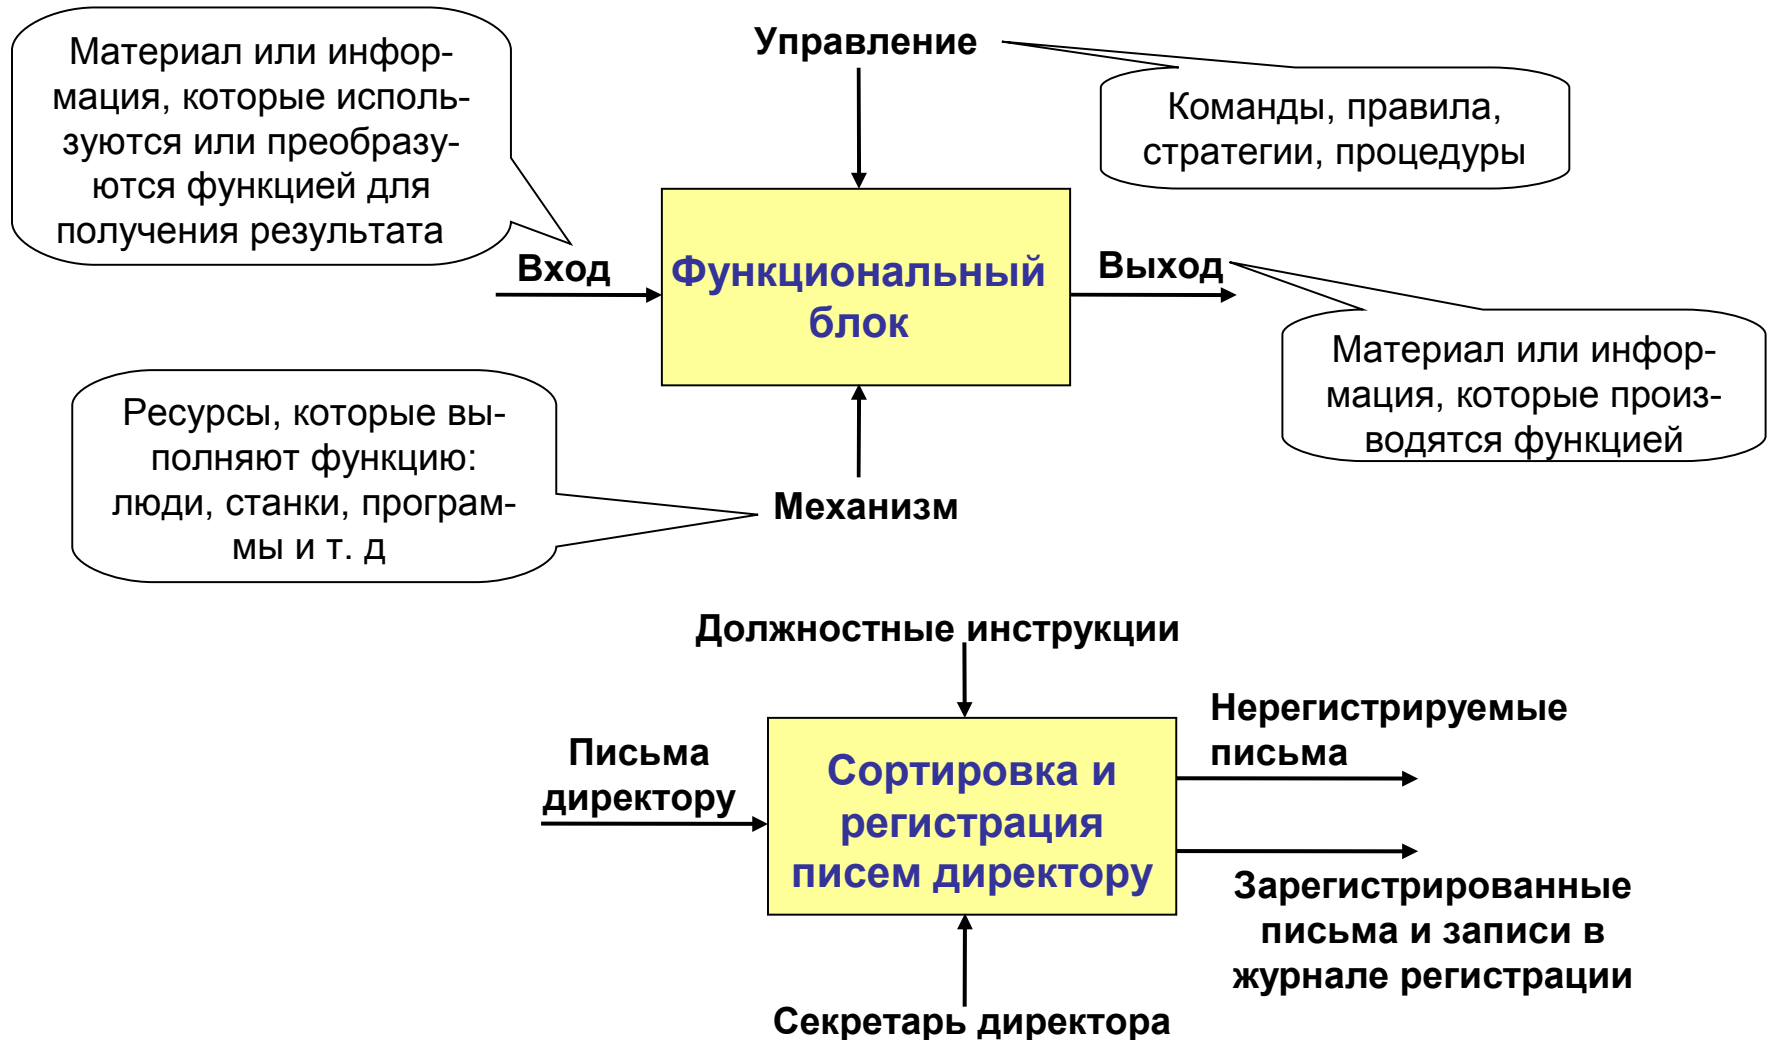 Материал или инфор-
мация, которые исполь-
зуются или преобразу-
ются функцией для
получения результата
Управление
Команды, правила,
стратегии, процедуры
Вход
Функциональный
блок
Выход
Материал или инфор-
мация, которые произ-
водятся функцией
Ресурсы, которые вы-
полняют функцию:
люди, станки, програм-
мы и т. д
Механизм
Должностные инструкции
Письма
директору
Сортировка и
регистрация
писем директору
Нерегистрируемые
письма
Зарегистрированные
письма и записи в
журнале регистрации
Секретарь директора